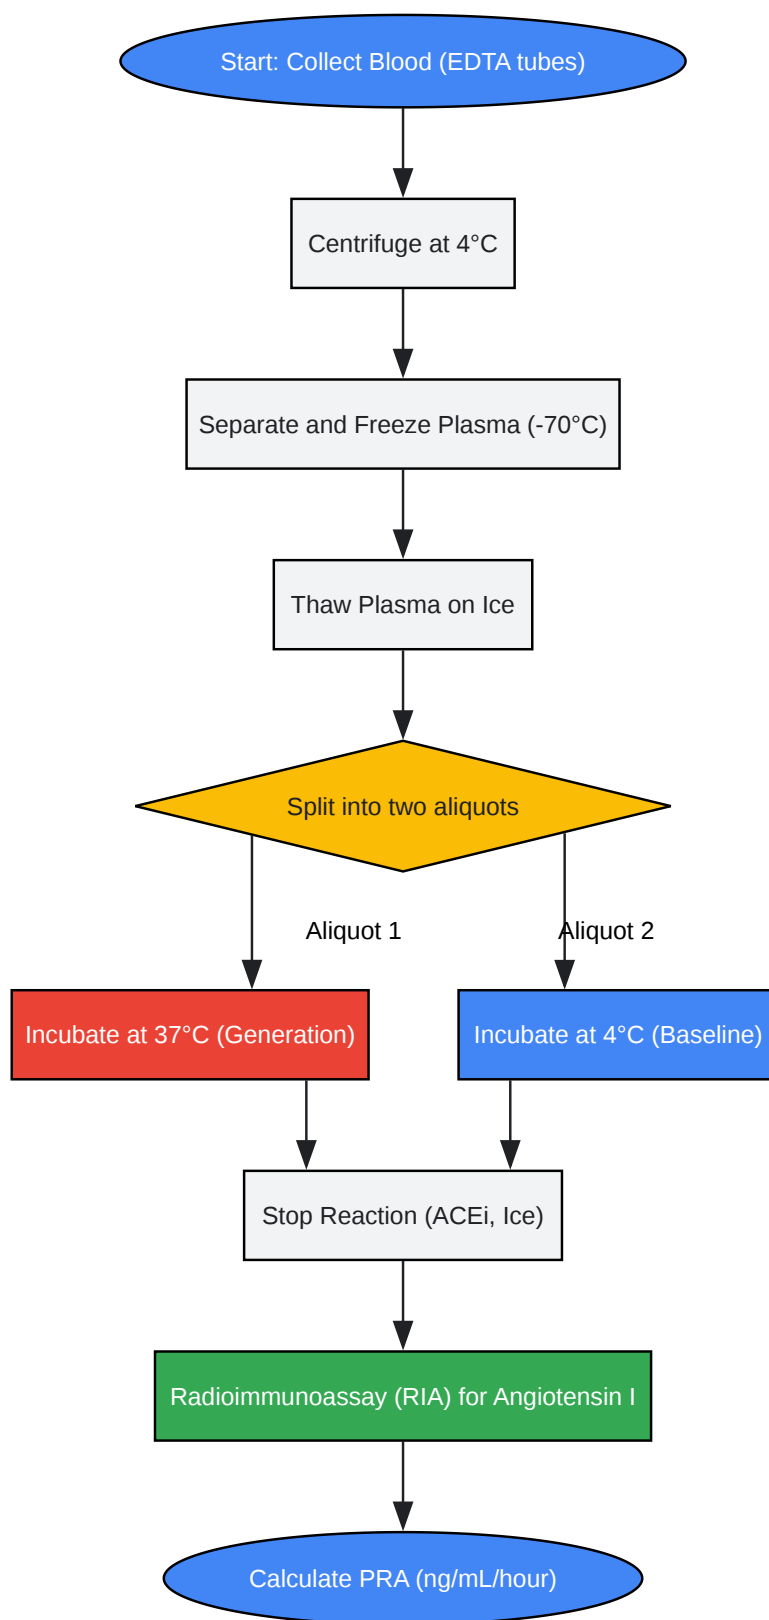 Start: Collect Blood (EDTA tubes)
Centrifuge at 4°C
Separate and Freeze Plasma (-70°C)
Thaw Plasma on Ice
Split into two aliquots
Aliquot 1
Aliquot 2
Incubate at 37°C (Generation)
Incubate at 4°C (Baseline)
Stop Reaction (ACEi, Ice)
Radioimmunoassay (RIA) for Angiotensin I
Calculate PRA (ng/mL/hour)